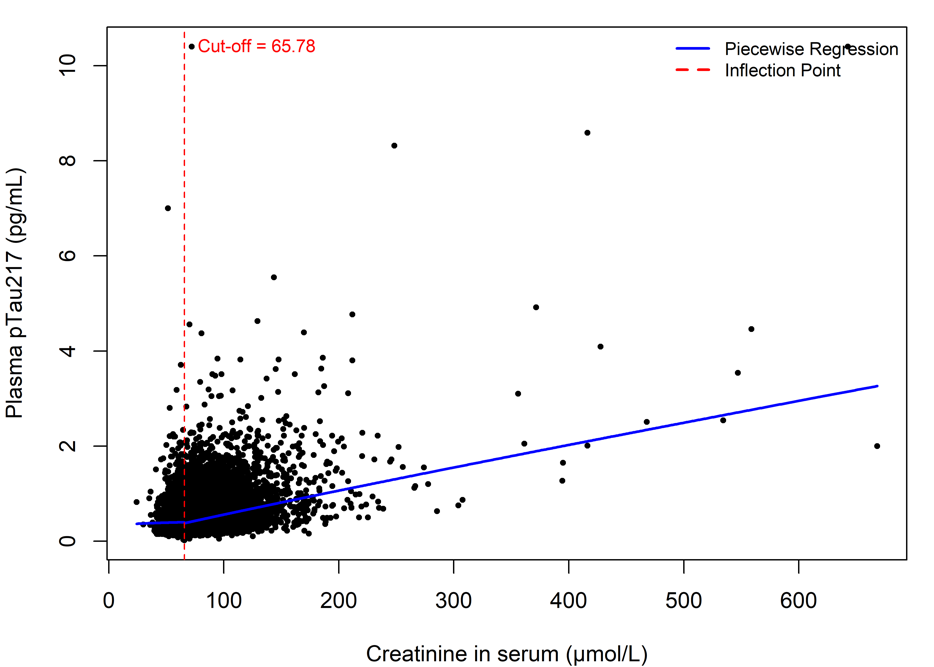 Cut-off = 65.78
Piecewise Regression
Inflection Point
10
8
6
4
2
0
Plasma pTau217 (pg/mL)
0 100 200 300 400 500 600
Creatinine in serum (μmol/L)